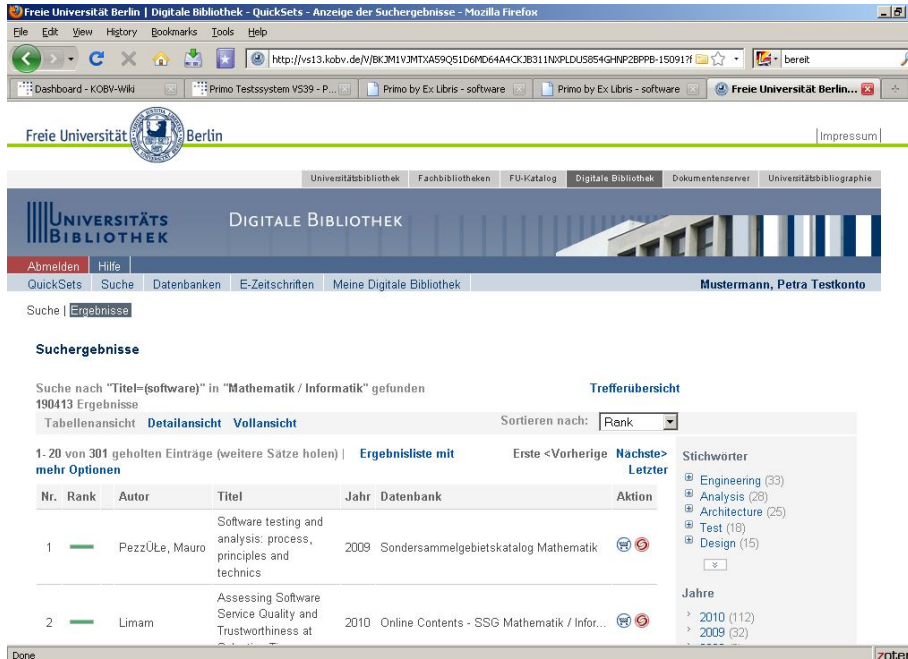 Freie Universität Berlin | Digitale Bibliothek - QuickSets - Anzeige der Suchergebnisse - Mozilla Firefox
File Edit View History Bookmarks Tools Help
bereit
Dashboard - KOBV-Wiki
Primo Testssystem VS39 - P...
Primo by Ex Libris - software
Primo by Ex Libris - software
Freie Universität Berlin...
Freie Universität Berlin
Impressum
Universitätsbibliothek Fachbibliotheken FU-Katalog Digitale Bibliothek Dokumentenserver Universitätsbibliographie
UNIVERSITÄTS
BIBLIOTHEK
DIGITALE BIBLIOTHEK
Abmelden Hilfe
QuickSets Suche Datenbanken E-Zeitschriften Meine Digitale Bibliothek Mustermann, Petra Testkonto
Suche | Ergebnisse
Suchergebnisse
Suche nach "Titel=(software)" in "Mathematik / Informatik" gefunden
190413 Ergebnisse
Trefferübersicht
Tabellenansicht Detailansicht Vollansicht
Sortieren nach: Rank
1-20 von 301 geholten Einträge (weitere Sätze holen) | Ergebnisliste mit
mehr Optionen
Erste <Vorherige Nächste>
Letzter
Nr. Rank Autor Titel Jahr Datenbank Aktion
1 PezzÜŁe, Mauro Software testing and
analysis: process,
principles and
technics
2009 Sondersammelgebietskatalog Mathematik
2 Limam Assessing Software
Service Quality and
Trustworthiness at
2010 Online Contents - SSG Mathematik / Infor...
Stichwörter
Engineering (33)
Analysis (28)
Architecture (25)
Test (18)
Design (15)
Jahre
2010 (112)
2009 (32)
Done
zoter